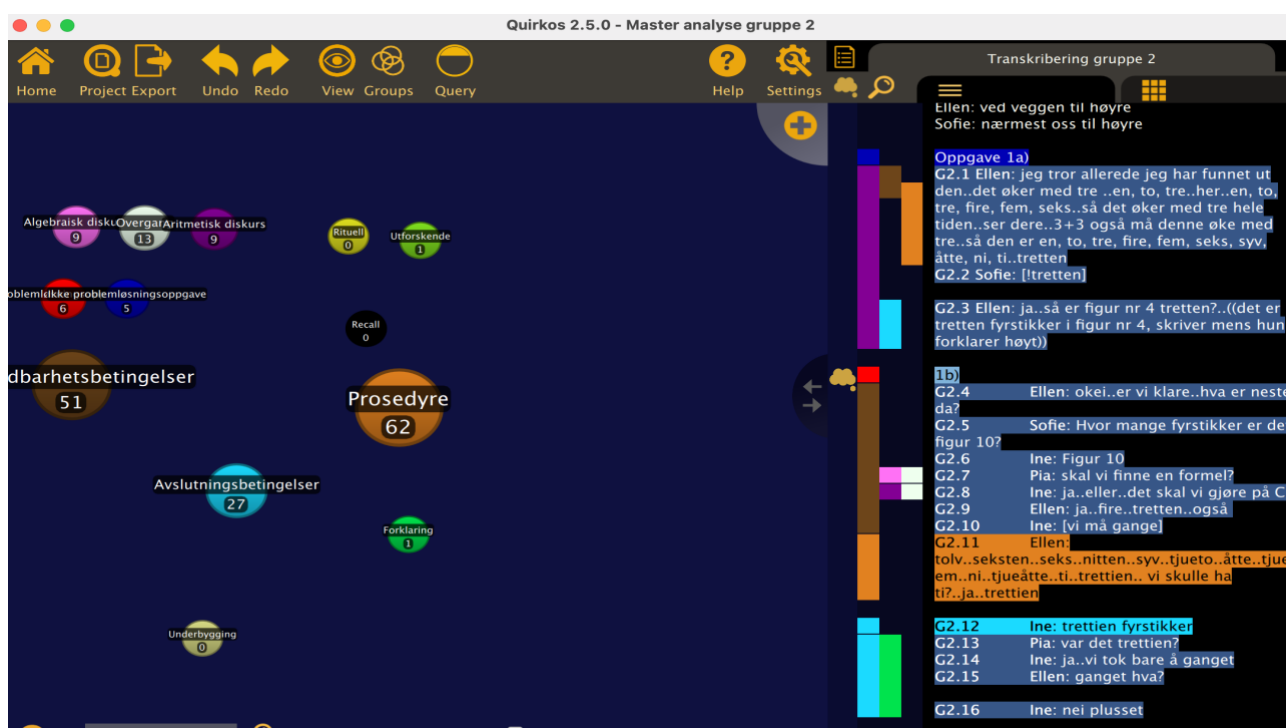 Quirkos 2.5.0 - Master analyse gruppe 2
Home Project Export Undo Redo View Groups Query Help Settings
Transkribering gruppe 2
Algebraisk disku Overgan Aritmetisk diskurs
9 13 9
Rituell
0
Utforskende
1
oblemløsIkke problemløsningsoppgave
6 5
Recall
0
dbarhetsbetingelser
51
Prosedyre
62
Avslutningsbetingelser
27
Forklaring
1
Underbygging
0
Ellen: ved veggen til høyre
Sofie: nærmest oss til høyre
Oppgave 1a)
G2.1 Ellen: jeg tror allerede jeg har funnet ut
den..det øker med tre ..en, to, tre..her..en, to,
tre, fire, fem, seks..så det øker med tre hele
tiden..ser dere..3+3 også må denne øke med
tre..så den er en, to, tre, fire, fem, seks, syv,
åtte, ni, ti..tretten
G2.2 Sofie: [!tretten]
G2.3 Ellen: ja..så er figur nr 4 tretten?..((det er
tretten fyrstikker i figur nr 4, skriver mens hun
forklarer høyt))
1b)
G2.4 Ellen: okei..er vi klare..hva er neste
da?
G2.5 Sofie: Hvor mange fyrstikker er de
figur 10?
G2.6 Ine: Figur 10
G2.7 Pia: skal vi finne en formel?
G2.8 Ine: ja..eller..det skal vi gjøre på C
G2.9 Ellen: ja..fire..tretten..også
G2.10 Ine: [vi må gange]
G2.11 Ellen:
tolv..seksten..seks..nitten..syv..tjueto..åtte..tjue
em..ni..tjueåtte..ti..trettien.. vi skulle ha
ti?..ja..trettien
G2.12 Ine: trettien fyrstikker
G2.13 Pia: var det trettien?
G2.14 Ine: ja..vi tok bare å ganget
G2.15 Ellen: ganget hva?
G2.16 Ine: nei plusset